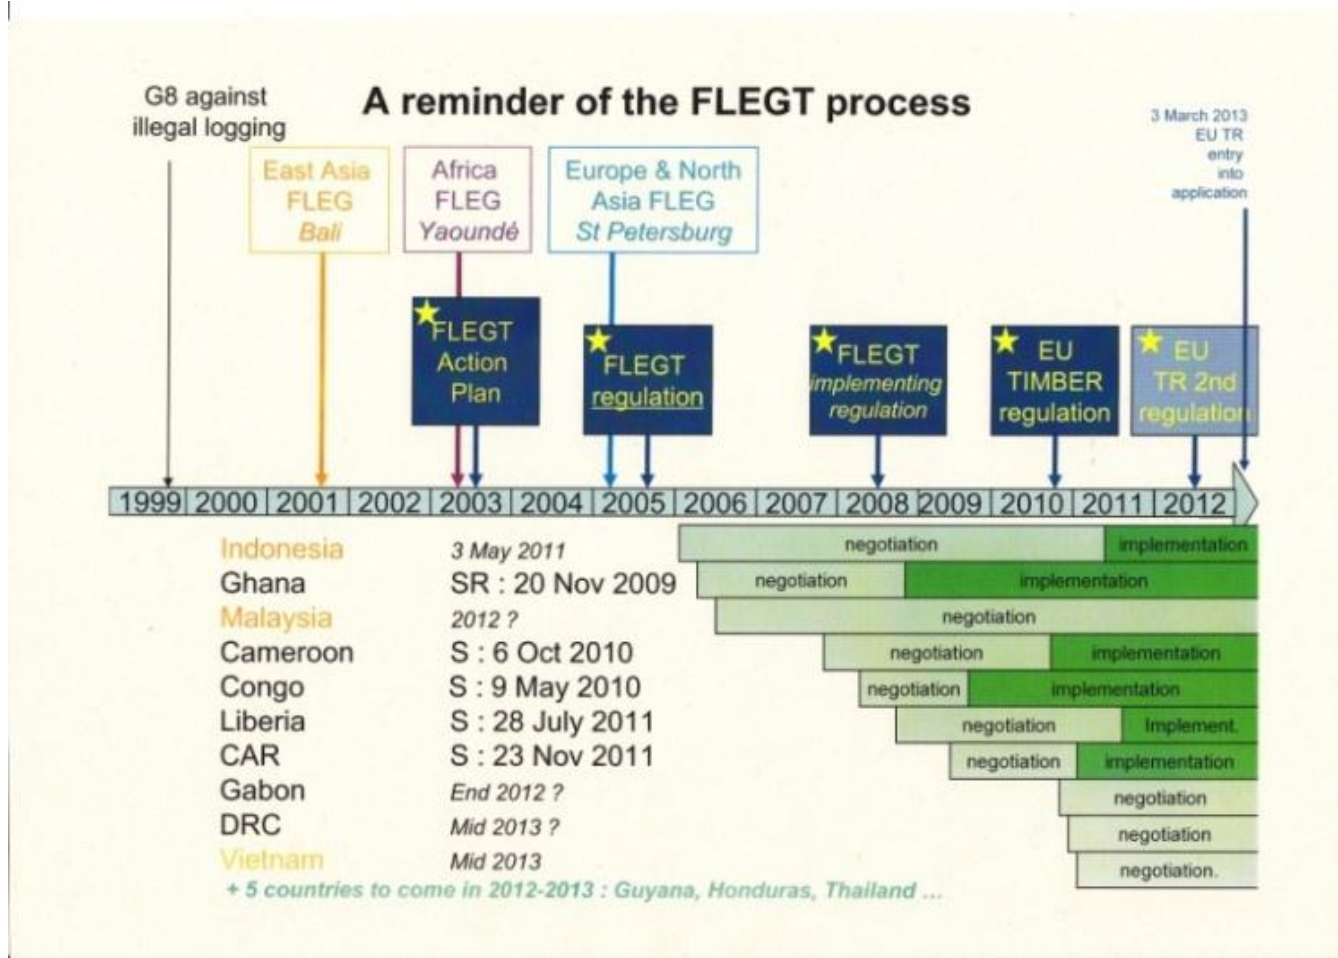 G8 against
illegal logging
A reminder of the FLEGT process
3 March 2013
EU TR
entry
into
application
East Asia
FLEG
Bali
Africa
FLEG
Yaoundé
Europe & North
Asia FLEG
St Petersburg
FLEGT
Action
Plan
FLEGT
regulation
FLEGT
implementing
regulation
EU
TIMBER
regulation
EU
TR 2nd
regulation
1999 2000 2001 2002 2003 2004 2005 2006 2007 2008 2009 2010 2011 2012
Indonesia 3 May 2011 negotiation implementation
Ghana SR : 20 Nov 2009 negotiation implementation
Malaysia 2012 ? negotiation
Cameroon S : 6 Oct 2010 negotiation implementation
Congo S : 9 May 2010 negotiation implementation
Liberia S : 28 July 2011 negotiation Implement.
CAR S : 23 Nov 2011 negotiation implementation
Gabon End 2012 ? negotiation
DRC Mid 2013 ? negotiation
Vietnam Mid 2013 negotiation.
+ 5 countries to come in 2012-2013 : Guyana, Honduras, Thailand ...